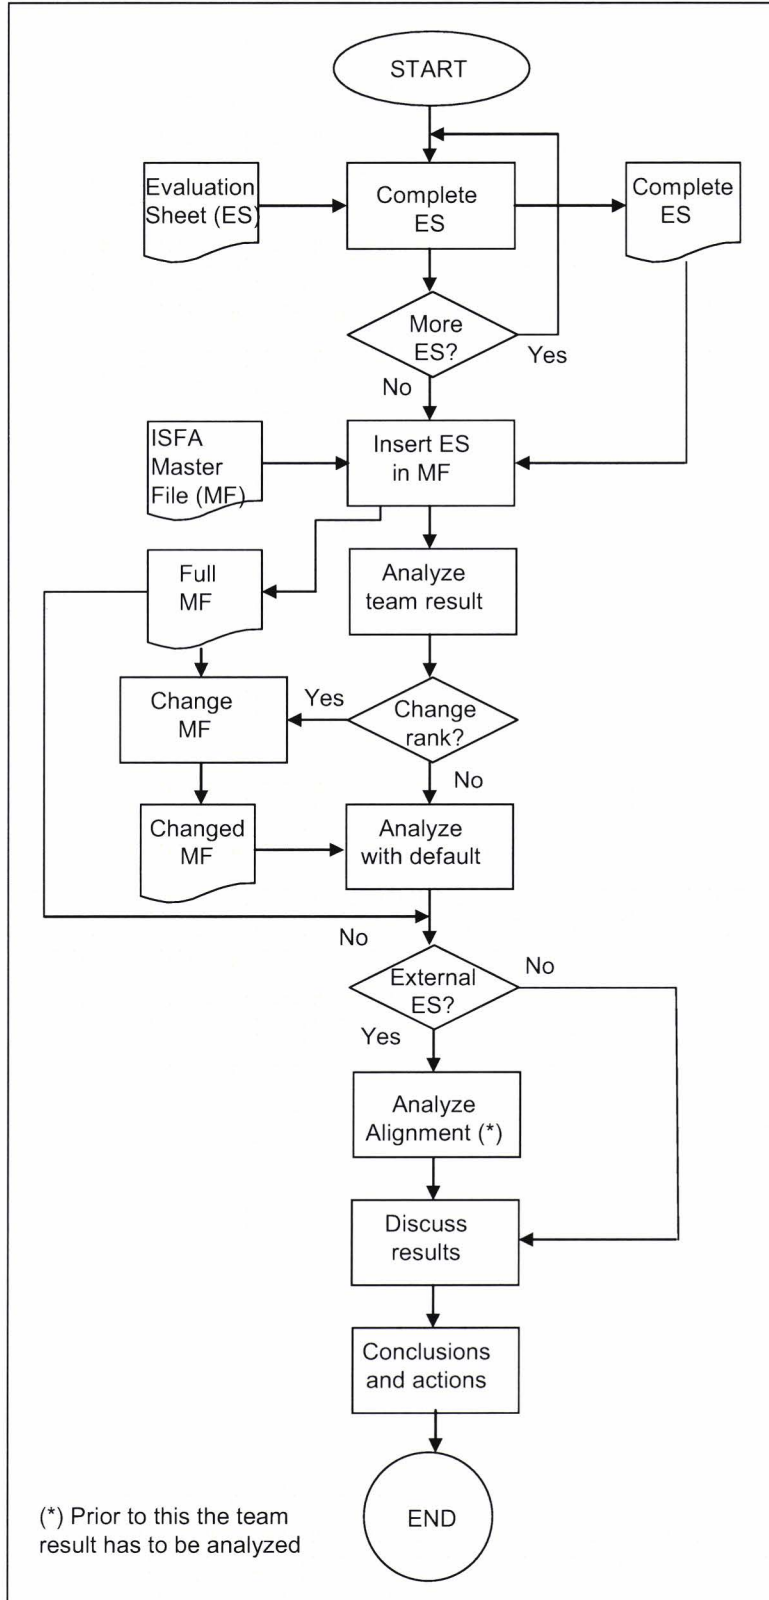 START
Evaluation
Sheet (ES)
Complete
ES
Complete
ES
More
ES?
Yes
No
ISFA
Master
File (MF)
Insert ES
in MF
Full
MF
Analyze
team result
Change
MF
Yes
Change
rank?
No
Changed
MF
Analyze
with default
No
External
ES?
No
Yes
Analyze
Alignment (*)
Discuss
results
Conclusions
and actions
(*) Prior to this the team
result has to be analyzed
END